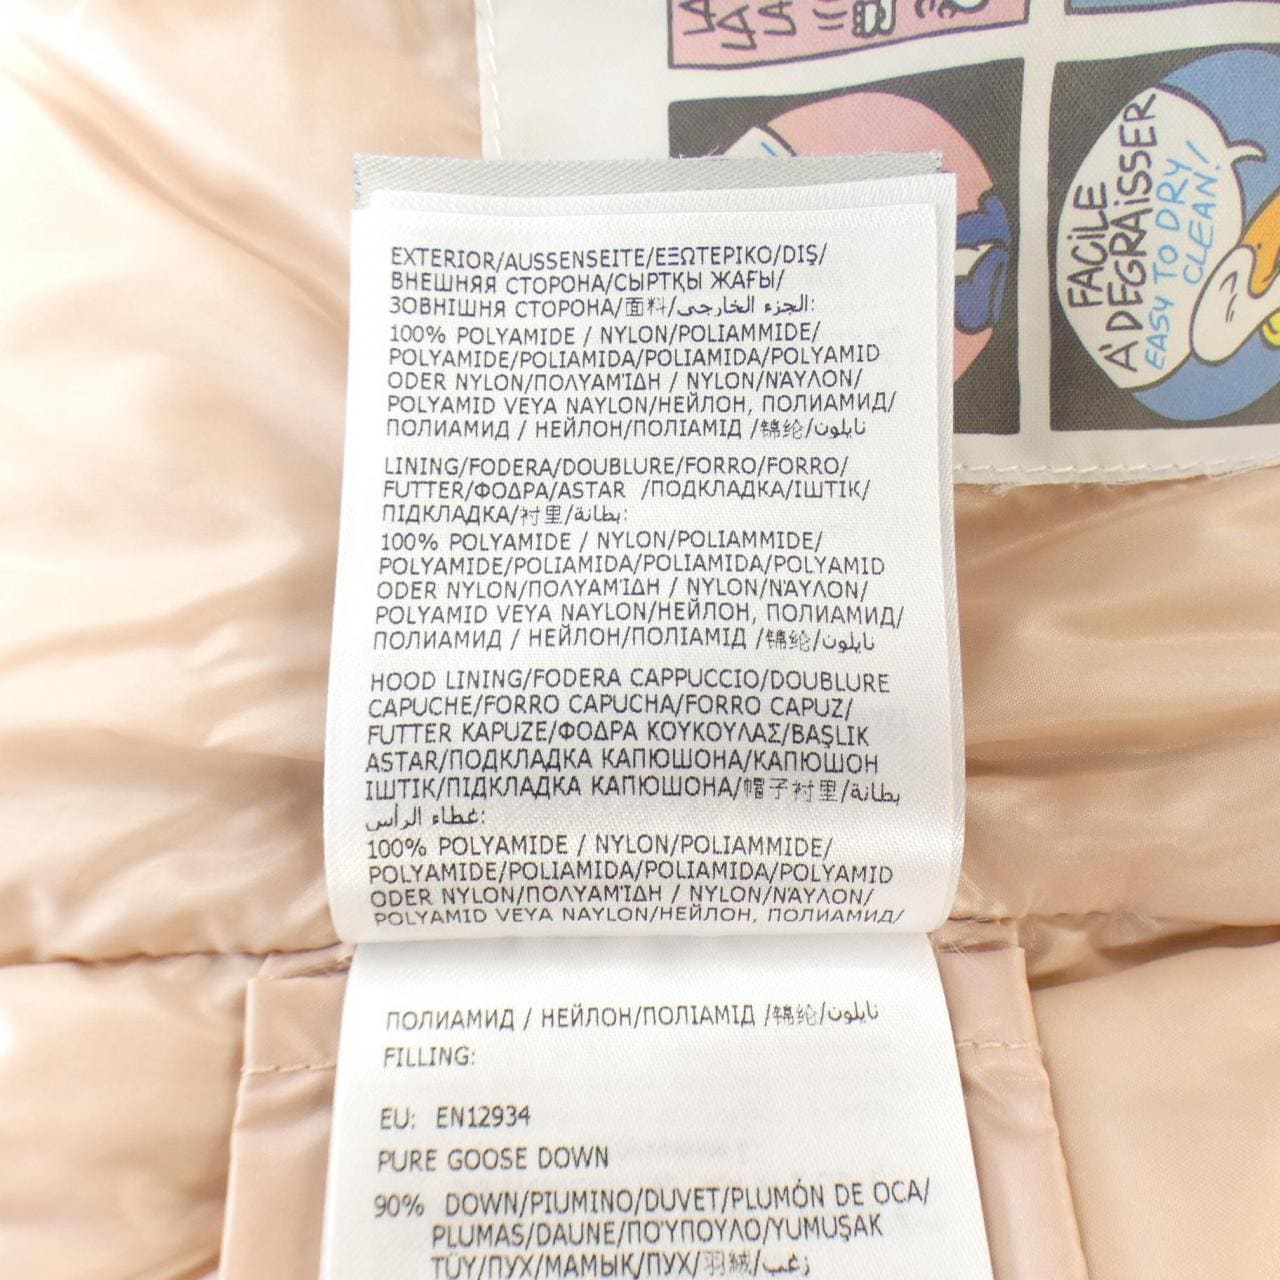 LA
LA
LA
FACILE
À DEGRAISSER
EASY TO DRY
CLEAN!
EXTERIOR/AUSSENSEITE/ΕΞΩΤΕΡΙΚΟ/DIŞ/
ВНЕШНЯЯ СТОРОНА/СЫРТҚЫ ЖАҒЫ/
ЗОВНІШНЯ СТОРОНА/面料/الجزء الخارجي:
100% POLYAMIDE / NYLON/POLIAMMIDE/
POLYAMIDE/POLIAMIDA/POLIAMIDA/POLYAMID
ODER NYLON/ΠΟΛΥΑΜΊΔΗ / NYLON/ΝΆΥΛΟΝ/
POLYAMID VEYA NAYLON/НЕЙЛОН, ПОЛИАМИД/
ПОЛИАМИД / НЕЙЛОН/ПОЛІАМІД /锦纶/نايلون
LINING/FODERA/DOUBLURE/FORRO/FORRO/
FUTTER/ΦΟΔΡΑ/ASTAR /ПОДКЛАДКА/ІШТІК/
ПІДКЛАДКА/衬里/بطانة:
100% POLYAMIDE / NYLON/POLIAMMIDE/
POLYAMIDE/POLIAMIDA/POLIAMIDA/POLYAMID
ODER NYLON/ΠΟΛΥΑΜΊΔΗ / NYLON/ΝΆΥΛΟΝ/
POLYAMID VEYA NAYLON/НЕЙЛОН, ПОЛИАМИД/
ПОЛИАМИД / НЕЙЛОН/ПОЛІАМІД /锦纶/نايلون
HOOD LINING/FODERA CAPPUCCIO/DOUBLURE
CAPUCHE/FORRO CAPUCHA/FORRO CAPUZ/
FUTTER KAPUZE/ΦΟΔΡΑ ΚΟΥΚΟΥΛΑΣ/BAŞLIK
ASTAR/ПОДКЛАДКА КАПЮШОНА/КАПЮШОН
ІШТІК/ПІДКЛАДКА КАПЮШОНА/帽子衬里/بطانة
غطاء الرأس:
100% POLYAMIDE / NYLON/POLIAMMIDE/
POLYAMIDE/POLIAMIDA/POLIAMIDA/POLYAMID
ODER NYLON/ΠΟΛΥΑΜΊΔΗ / NYLON/ΝΆΥΛΟΝ/
POLYAMID VEYA NAYLON/НЕЙЛОН, ПОЛИАМИД/
ПОЛИАМИД / НЕЙЛОН/ПОЛІАМІД /锦纶/نايلون
FILLING:
EU: EN12934
PURE GOOSE DOWN
90% DOWN/PIUMINO/DUVET/PLUMÓN DE OCA/
PLUMAS/DAUNE/ΠΟΎΠΟΥΛΟ/YUMUŞAK
TÜY/ПУХ/МАМЫҚ/ПУХ/羽絨/زغب